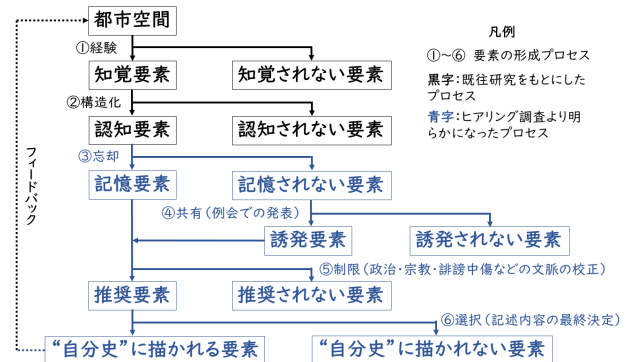 都市空間
①経験
知覚要素
知覚されない要素
②構造化
認知要素
認知されない要素
③忘却
記憶要素
記憶されない要素
④共有(例会での発表)
誘発要素
誘発されない要素
⑤制限(政治・宗教・誹謗中傷などの文脈の校正)
推奨要素
推奨されない要素
⑥選択(記述内容の最終決定)
“自分史”に描かれる要素
“自分史”に描かれない要素
フィードバック
凡例
①～⑥ 要素の形成プロセス
黒字:既往研究をもとにした
プロセス
青字:ヒアリング調査より明
らかになったプロセス